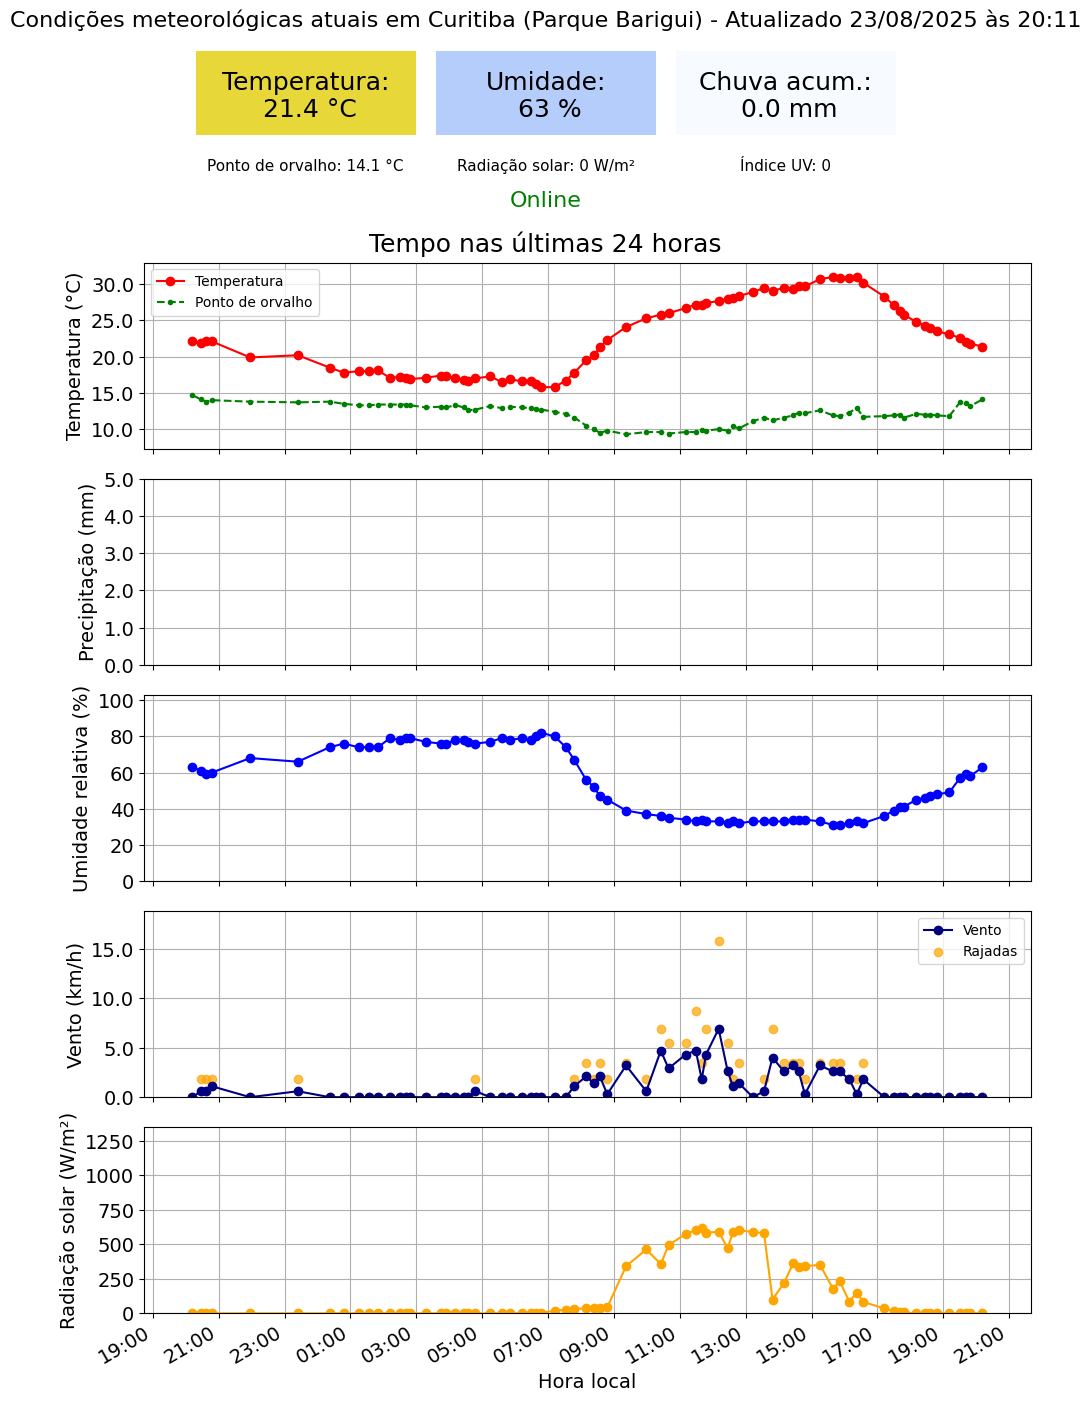 Condições meteorológicas atuais em Curitiba (Parque Barigui) - Atualizado 23/08/2025 às 20:11
Temperatura:
21.4 °C
Umidade:
63 %
Chuva acum.:
0.0 mm
Ponto de orvalho: 14.1 °C
Radiação solar: 0 W/m²
Índice UV: 0
Online
Tempo nas últimas 24 horas
Temperatura (°C)
30.0
25.0
20.0
15.0
10.0
Temperatura
Ponto de orvalho
Precipitação (mm)
5.0
4.0
3.0
2.0
1.0
0.0
Umidade relativa (%)
100
80
60
40
20
0
Vento (km/h)
15.0
10.0
5.0
0.0
Vento
Rajadas
Radiação solar (W/m²)
1250
1000
750
500
250
0
19:00
21:00
23:00
01:00
03:00
05:00
07:00
09:00
11:00
13:00
15:00
17:00
19:00
21:00
Hora local